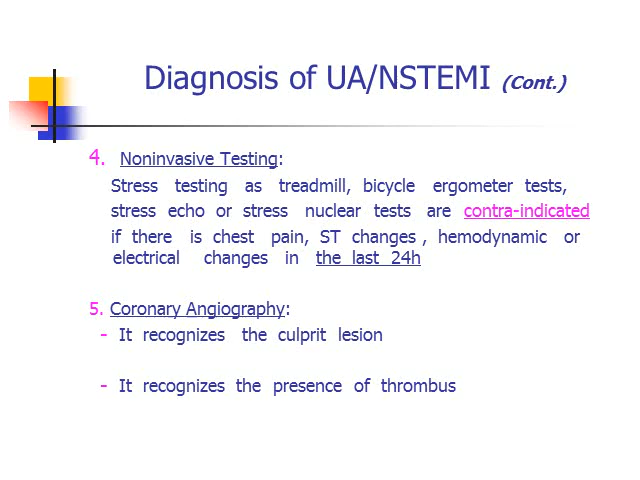 Diagnosis of UA/NSTEMI (Cont.)
4. Noninvasive Testing:
Stress testing as treadmill, bicycle ergometer tests,
stress echo or stress nuclear tests are contra-indicated
if there is chest pain, ST changes , hemodynamic or
electrical changes in the last 24h
5. Coronary Angiography:
- It recognizes the culprit lesion
- It recognizes the presence of thrombus